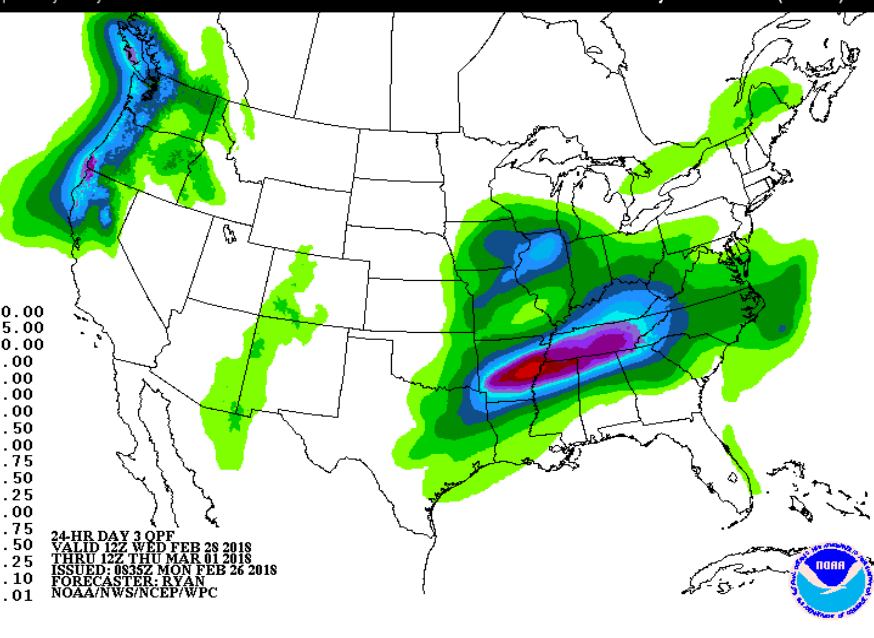 0.00
5.00
0.00
.00
.00
.00
.50
.00
.75
.50
.25
.00
.75
.50
.25
.10
.01
24-HR DAY 3 QPF
VALID 12Z WED FEB 28 2018
THRU 12Z THU MAR 01 2018
ISSUED: 0835Z MON FEB 26 2018
FORECASTER: RYAN
NOAA/NWS/NCEP/WPC
NOAA